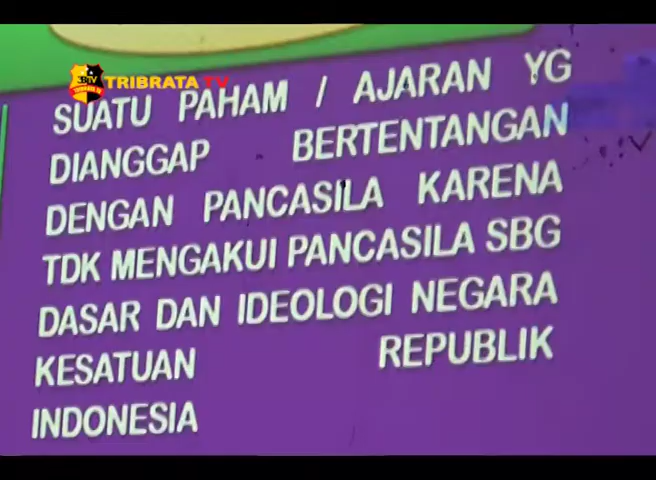 TRIBRATA TV
SUATU PAHAM / AJARAN YG
DIANGGAP BERTENTANGAN
DENGAN PANCASILA KARENA
TDK MENGAKUI PANCASILA SBG
DASAR DAN IDEOLOGI NEGARA
KESATUAN REPUBLIK
INDONESIA